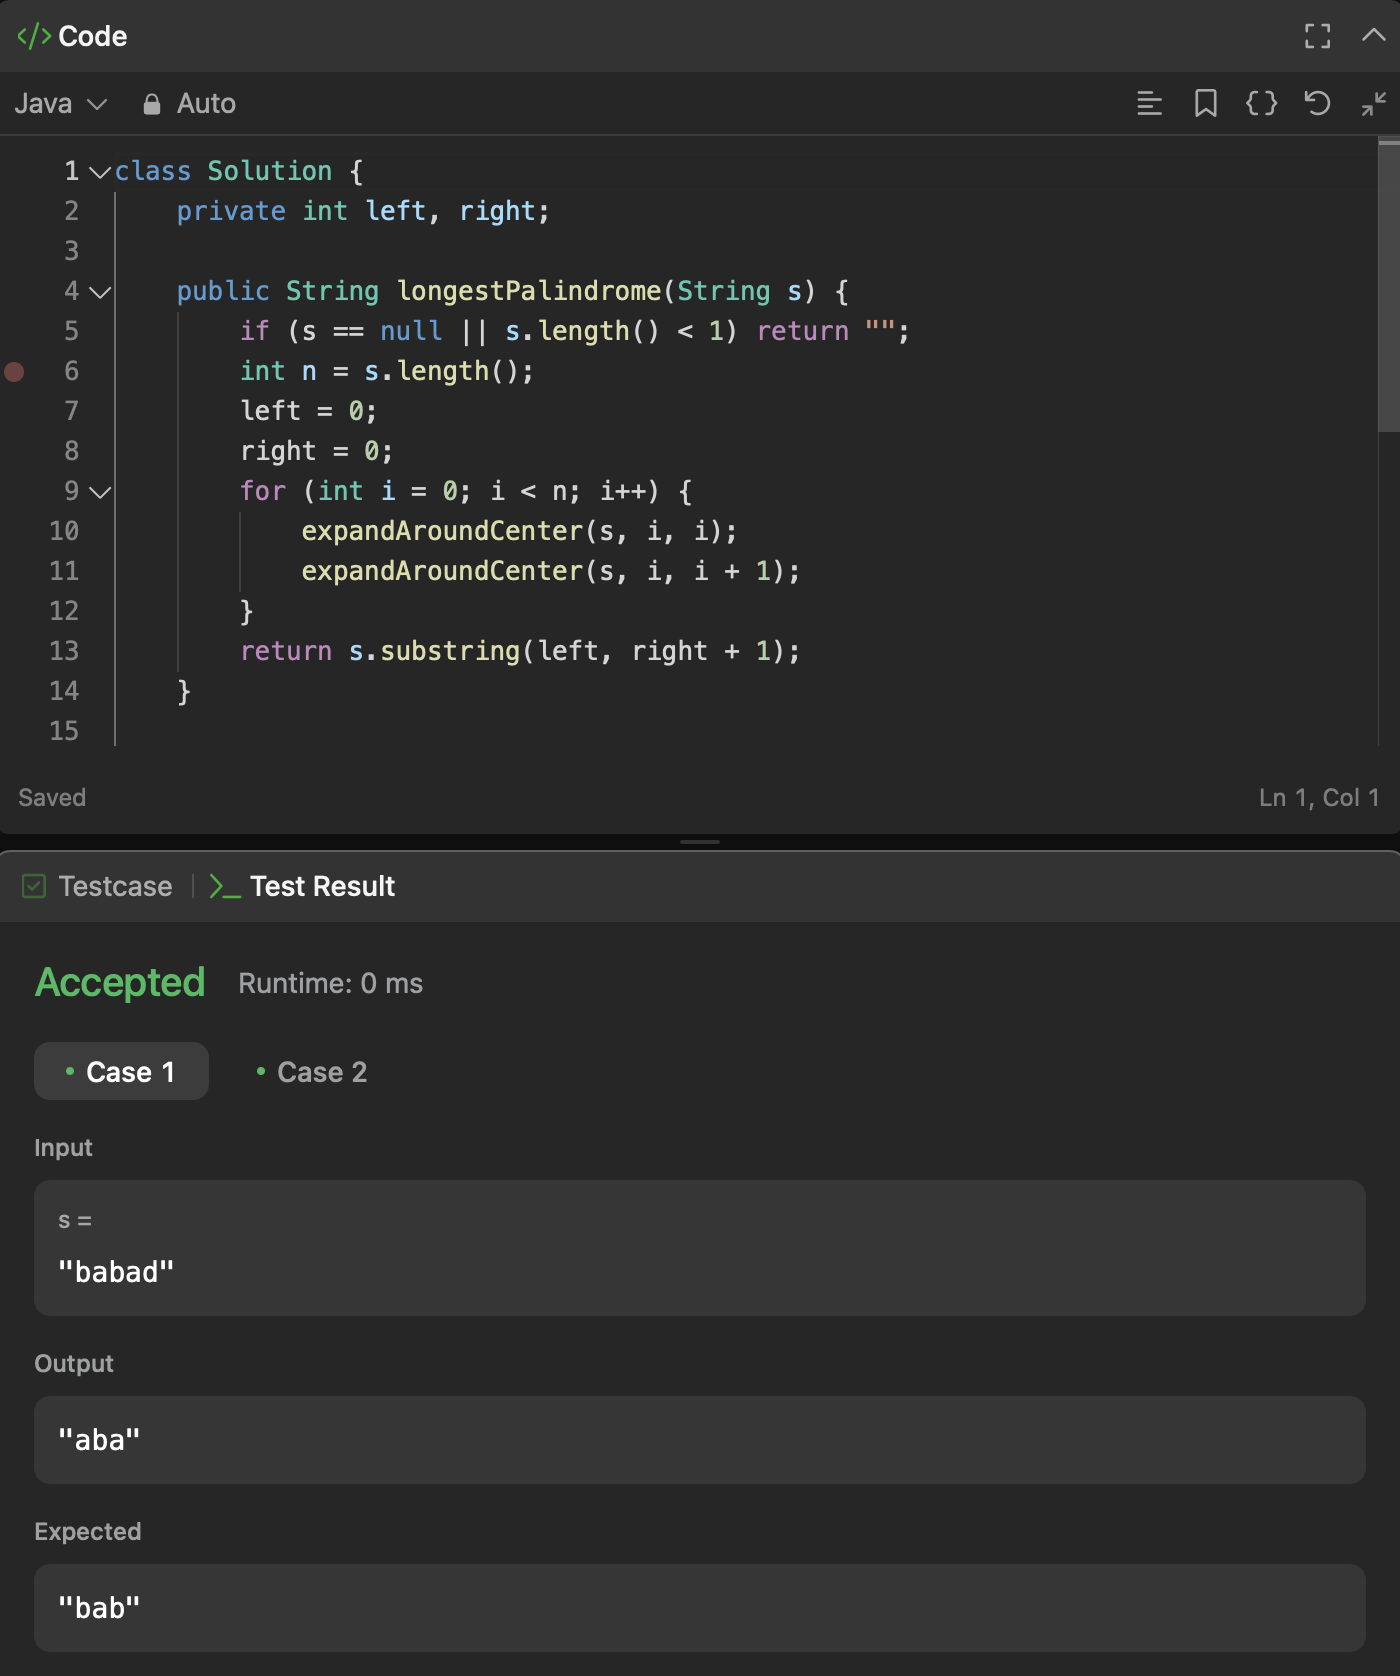 </> Code
Java Auto
1 class Solution {
2 private int left, right;
3
4 public String longestPalindrome(String s) {
5 if (s == null || s.length() < 1) return "";
6 int n = s.length();
7 left = 0;
8 right = 0;
9 for (int i = 0; i < n; i++) {
10 expandAroundCenter(s, i, i);
11 expandAroundCenter(s, i, i + 1);
12 }
13 return s.substring(left, right + 1);
14 }
15
Saved Ln 1, Col 1
Testcase | >_ Test Result
Accepted Runtime: 0 ms
• Case 1 • Case 2
Input
s =
"babad"
Output
"aba"
Expected
"bab"